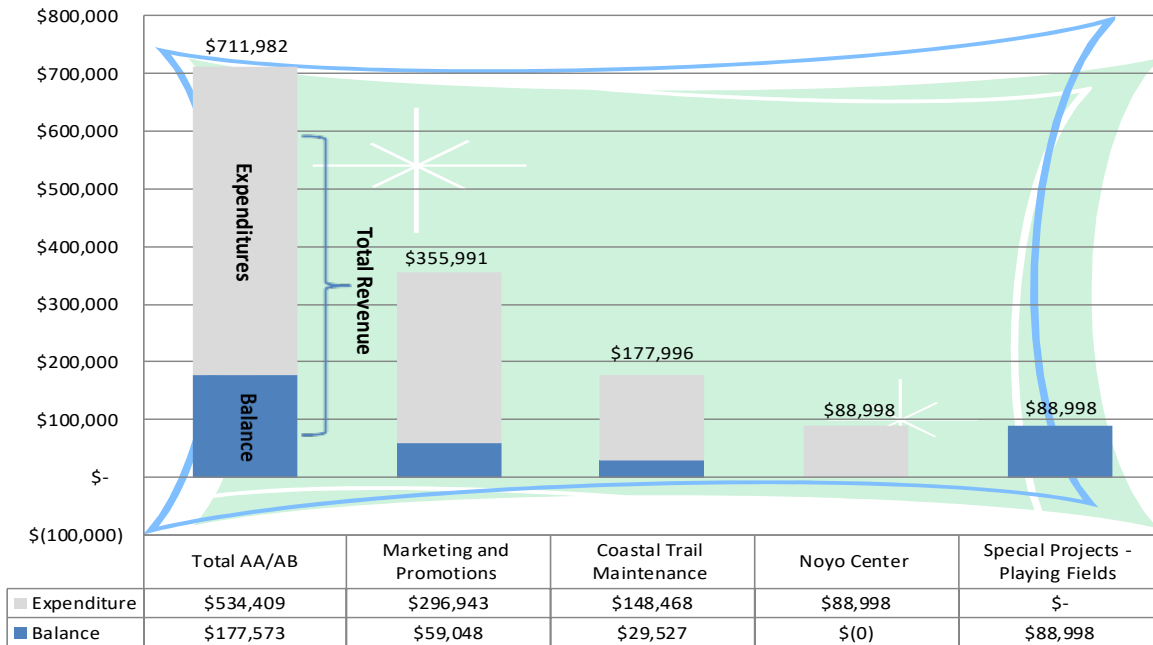 $800,000
$700,000
$600,000
$500,000
$400,000
$300,000
$200,000
$100,000
$-
$(100,000)
$711,982
$355,991
$177,996
$88,998
$88,998
Expenditures
Balance
Total Revenue
Total AA/AB
Marketing and
Promotions
Coastal Trail
Maintenance
Noyo Center
Special Projects -
Playing Fields
Expenditure $534,409 $296,943 $148,468 $88,998 $-
Balance $177,573 $59,048 $29,527 $(0) $88,998